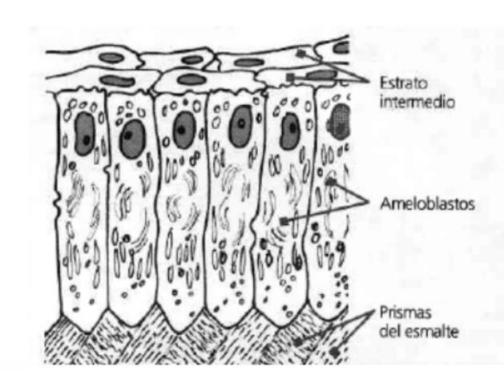 Estrato
intermedio
Ameloblastos
Prismas
del esmalte